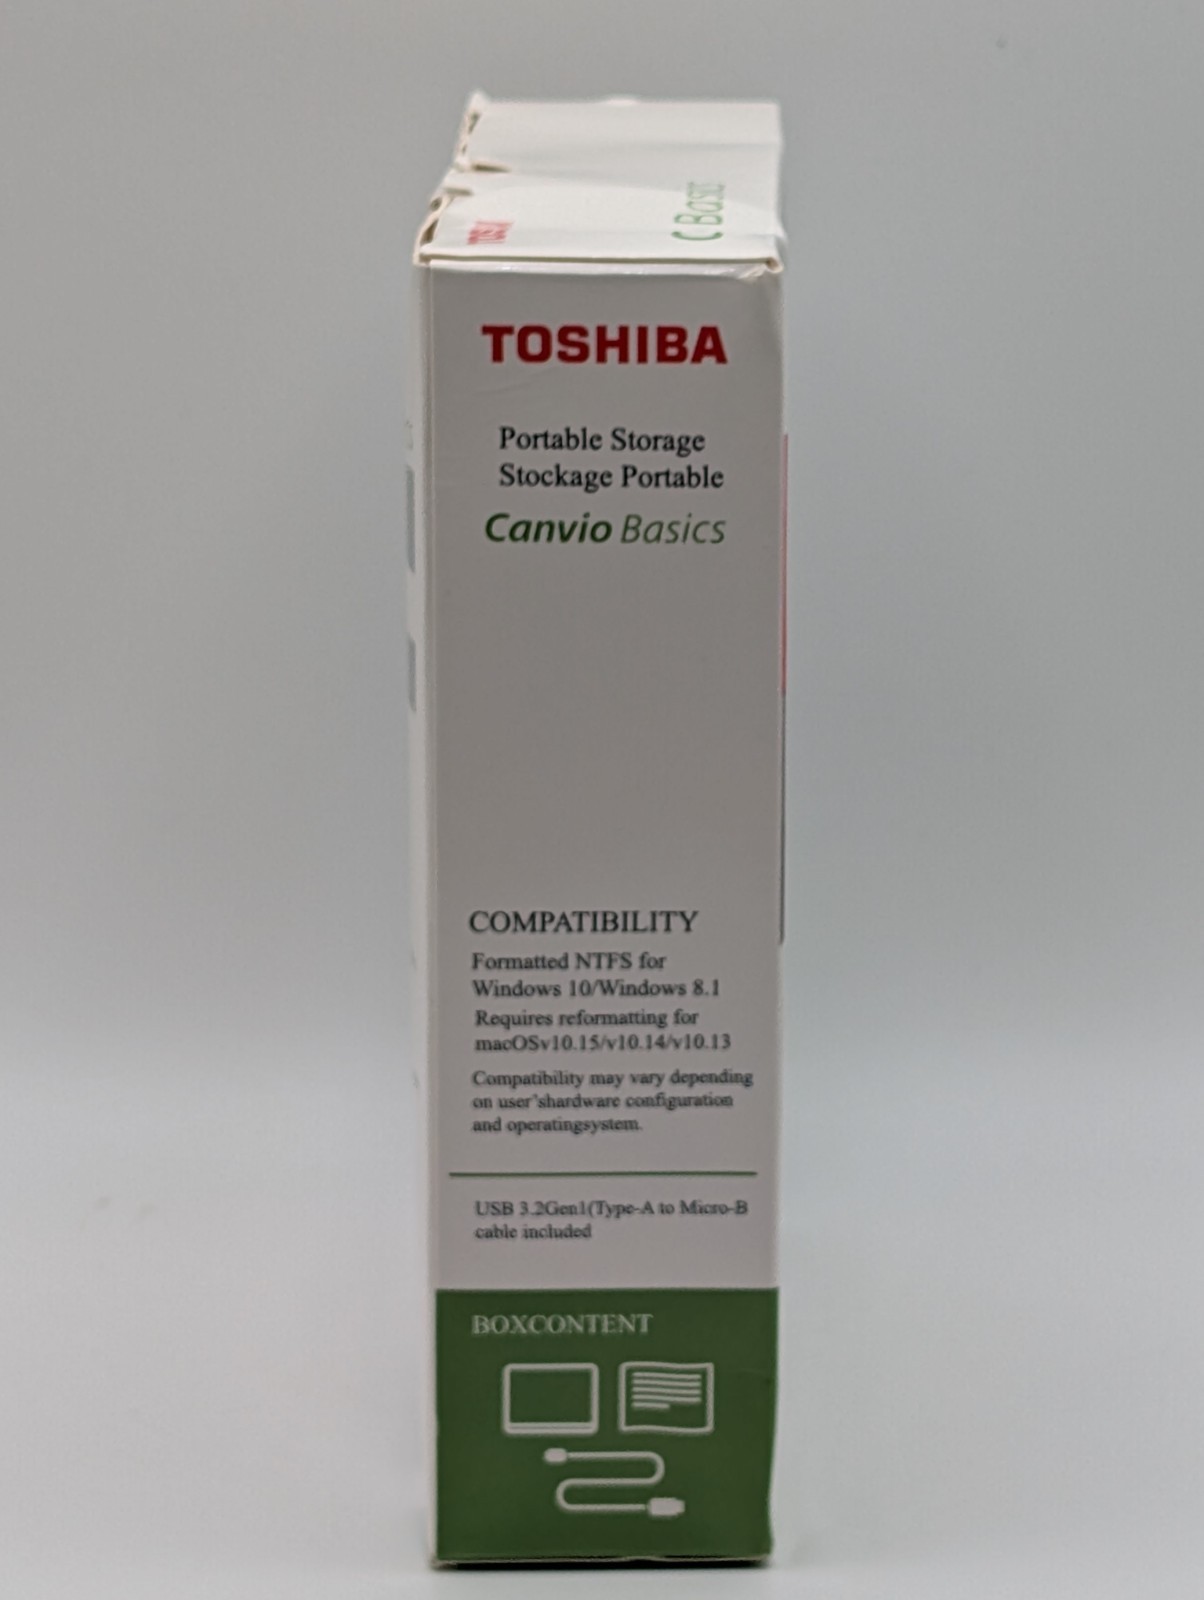 C Basics
TOSHIBA
Portable Storage
Stockage Portable
Canvio Basics
COMPATIBILITY
Formatted NTFS for
Windows 10/Windows 8.1
Requires reformatting for
macOSv10.15/v10.14/v10.13
Compatibility may vary depending
on user'shardware configuration
and operatingsystem.
USB 3.2Gen1(Type-A to Micro-B
cable included
BOXCONTENT